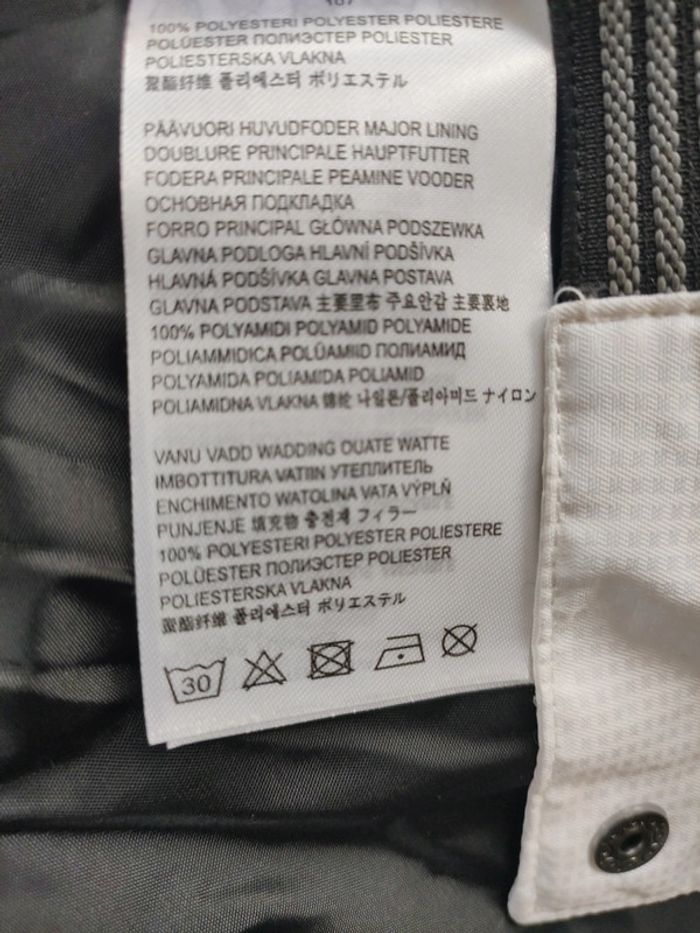 100% POLYESTERI POLYESTER POLIESTERE
POLÜESTER ПОЛИЭСТЕР POLIESTER
POLIESTERSKA VLAKNA
聚酯纤维 폴리에스터 ポリエステル
PÄÄVUORI HUVUDFODER MAJOR LINING
DOUBLURE PRINCIPALE HAUPTFUTTER
FODERA PRINCIPALE PEAMINE VOODER
ОСНОВНАЯ ПОДКЛАДКА
FORRO PRINCIPAL GŁÓWNA PODSZEWKA
GLAVNA PODLOGA HLAVNÍ PODŠÍVKA
HLAVNÁ PODŠÍVKA GLAVNA POSTAVA
GLAVNA PODSTAVA 主要里布 주요안감 主要裏地
100% POLYAMIDI POLYAMID POLYAMIDE
POLIAMMIDICA POLÜAMIID ПОЛИАМИД
POLYAMIDA POLIAMIDA POLIAMID
POLIAMIDNA VLAKNA 锦纶 나일론/폴리아미드 ナイロン
VANU VADD WADDING OUATE WATTE
IMBOTTITURA VATIIN УТЕПЛИТЕЛЬ
ENCHIMENTO WATOLINA VATA VÝPLŇ
PUNJENJE 填充物 충전재 フィラー
100% POLYESTERI POLYESTER POLIESTERE
POLÜESTER ПОЛИЭСТЕР POLIESTER
POLIESTERSKA VLAKNA
聚酯纤维 폴리에스터 ポリエステル
30